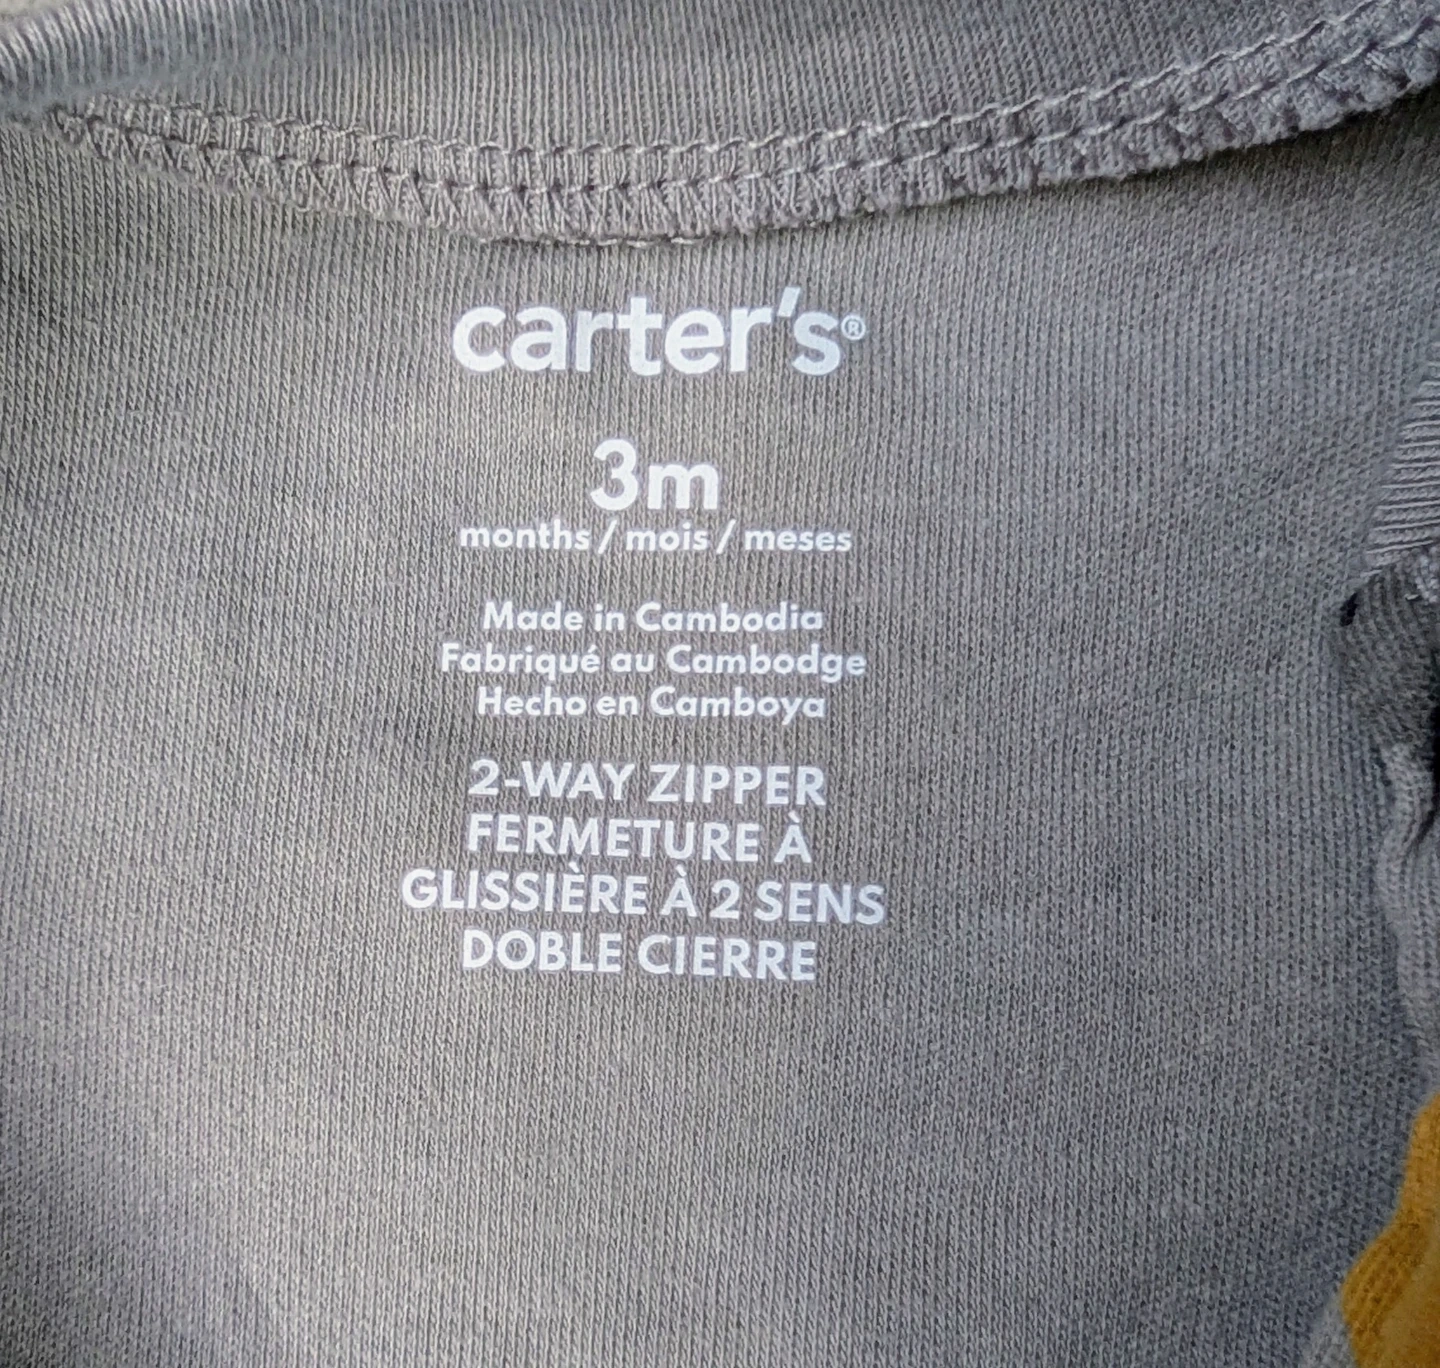 carter's®
3m
months / mois / meses
Made in Cambodia
Fabriqué au Cambodge
Hecho en Camboya
2-WAY ZIPPER
FERMETURE À
GLISSIÈRE À 2 SENS
DOBLE CIERRE